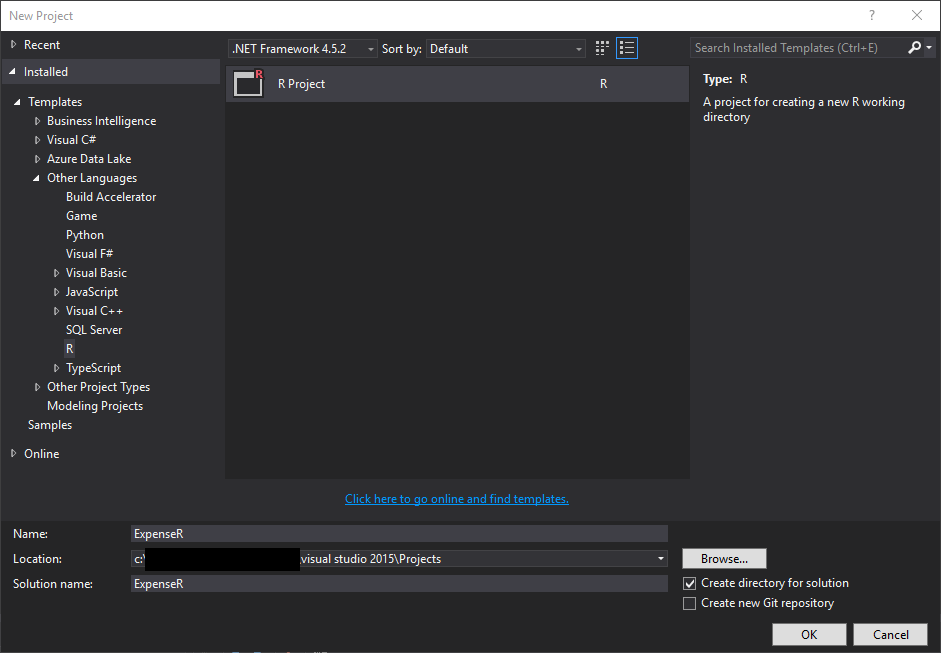 New Project
?
Recent
.NET Framework 4.5.2
Sort by: Default
Search Installed Templates (Ctrl+E)
Installed
R Project R
Type: R
A project for creating a new R working
directory
Templates
Business Intelligence
Visual C#
Azure Data Lake
Other Languages
Build Accelerator
Game
Python
Visual F#
Visual Basic
JavaScript
Visual C++
SQL Server
R
TypeScript
Other Project Types
Modeling Projects
Samples
Online
Click here to go online and find templates.
Name: ExpenseR
Location: c:\ visual studio 2015\Projects
Browse...
Solution name: ExpenseR
Create directory for solution
Create new Git repository
OK Cancel